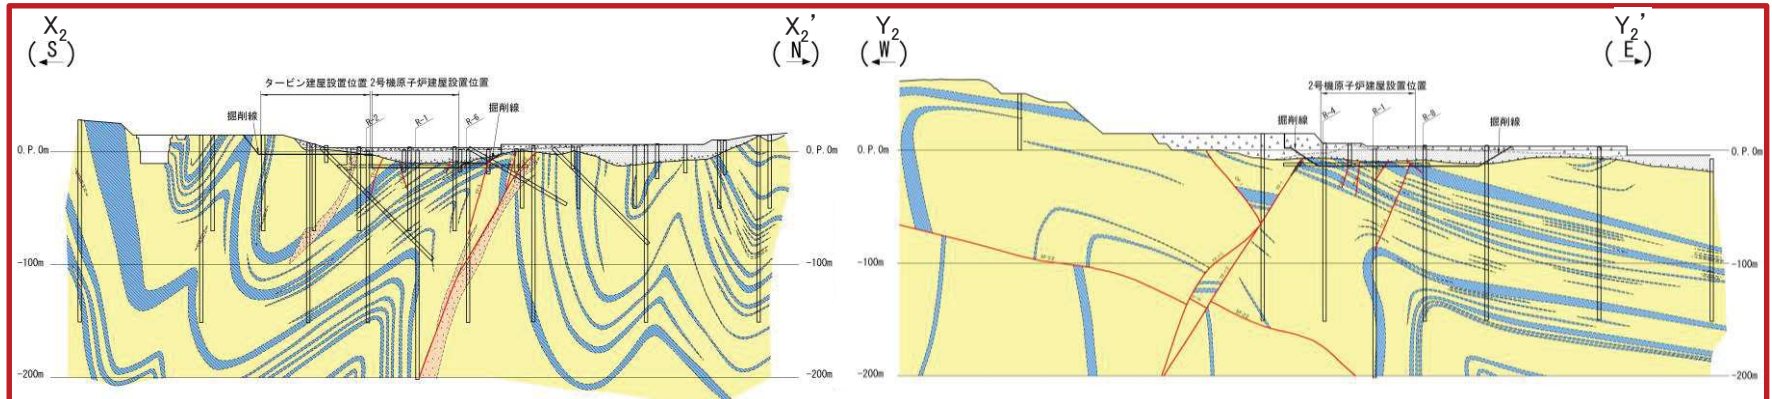 X₂
(S)
X₂'
(N)
タービン建屋設置位置 2号機原子炉建屋設置位置
掘削線
掘削線
R-2
R-1
R-6
O.P. 0m
O.P. 0m
-100m
-100m
-200m
-200m
Y₂
(W)
Y₂'
(E)
2号機原子炉建屋設置位置
掘削線
掘削線
R-4
R-1
R-8
O.P. 0m
O.P. 0m
-100m
-100m
-200m
-200m